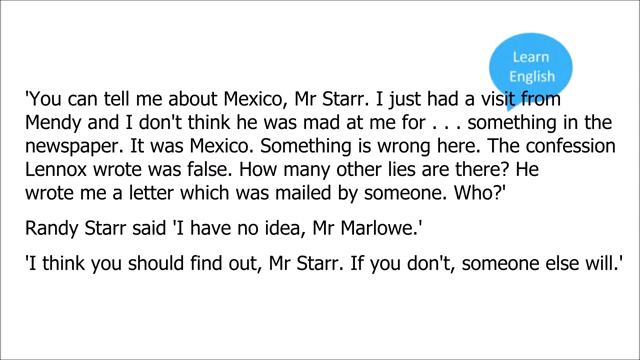 Learn
English
'You can tell me about Mexico, Mr Starr. I just had a visit from
Mendy and I don't think he was mad at me for . . . something in the
newspaper. It was Mexico. Something is wrong here. The confession
Lennox wrote was false. How many other lies are there? He
wrote me a letter which was mailed by someone. Who?'
Randy Starr said 'I have no idea, Mr Marlowe.'
'I think you should find out, Mr Starr. If you don't, someone else will.'